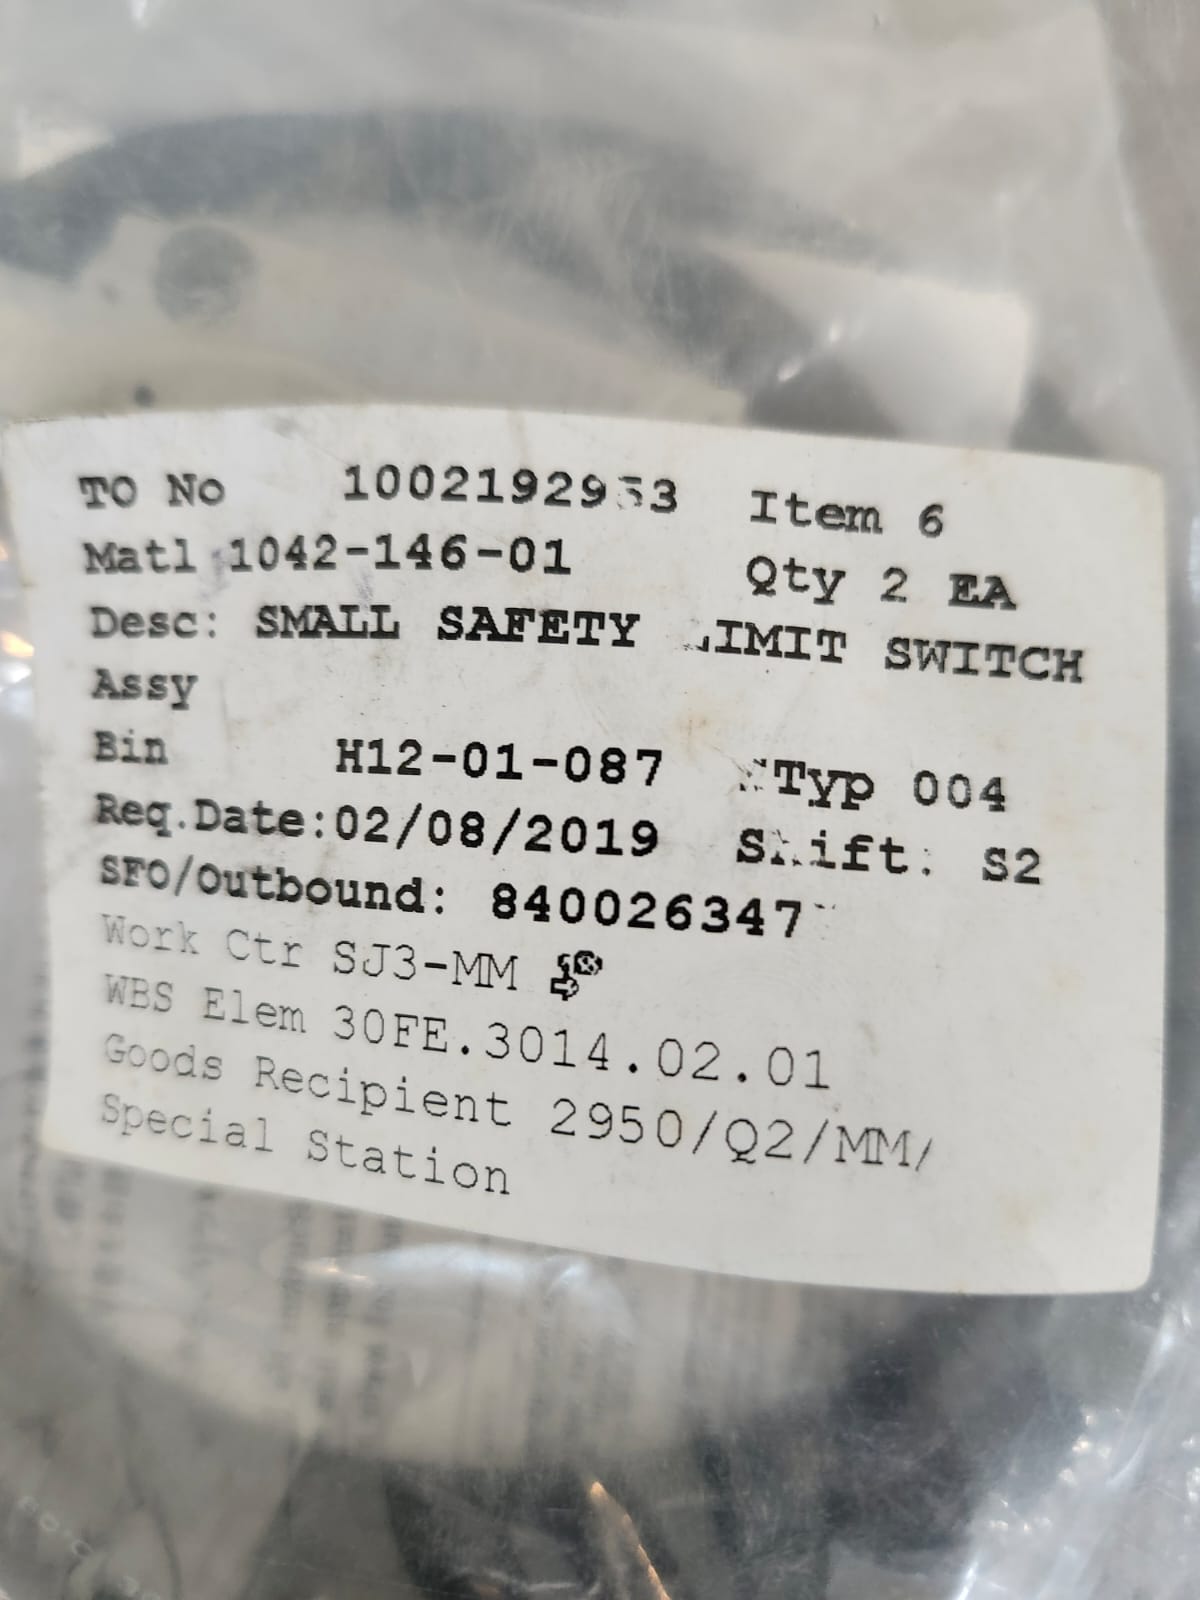 TO No 1002192953 Item 6
Matl 1042-146-01 Qty 2 EA
Desc: SMALL SAFETY LIMIT SWITCH
Assy
Bin H12-01-087 Typ 004
Req.Date:02/08/2019 Shift: S2
SFO/Outbound: 840026347
Work Ctr SJ3-MM
WBS Elem 30FE.3014.02.01
Goods Recipient 2950/Q2/MM/
Special Station